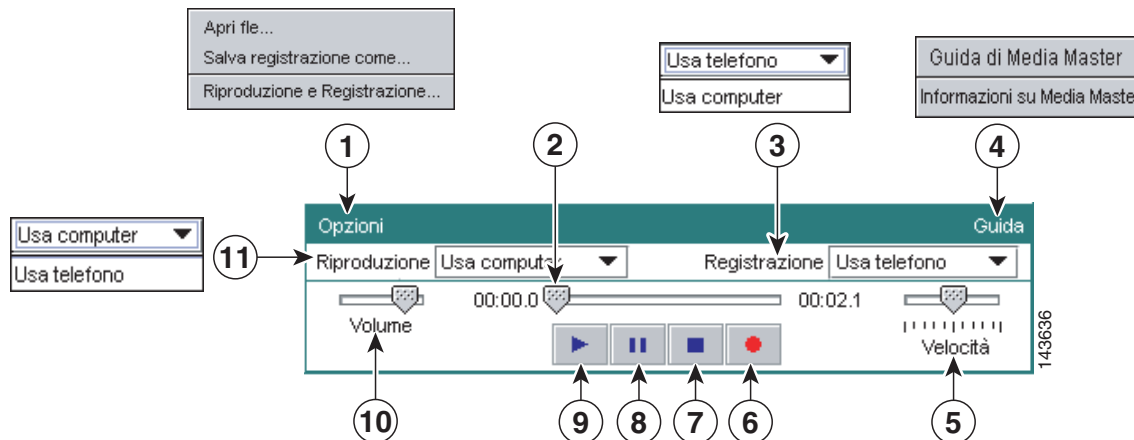 Apri fle...
Salva registrazione come...
Riproduzione e Registrazione...
Usa telefono
Usa computer
Guida di Media Master
Informazioni su Media Maste
1
2
3
4
Usa computer
Usa telefono
11
Opzioni
Guida
Riproduzione
Usa computer
Registrazione
Usa telefono
00:00.0
00:02.1
Volume
Velocità
143636
10
9
8
7
6
5